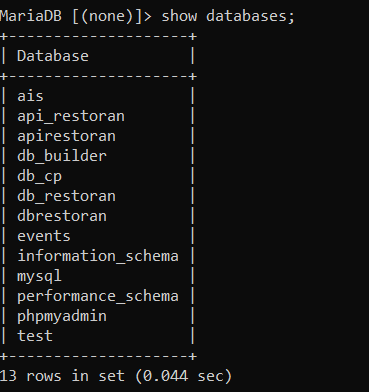 MariaDB [(none)]> show databases;
+--------------------+
| Database           |
+--------------------+
| ais                |
| api_restoran       |
| apirestoran        |
| db_builder         |
| db_cp              |
| db_restoran        |
| dbrestoran         |
| events             |
| information_schema |
| mysql              |
| performance_schema |
| phpmyadmin         |
| test               |
+--------------------+
13 rows in set (0.044 sec)